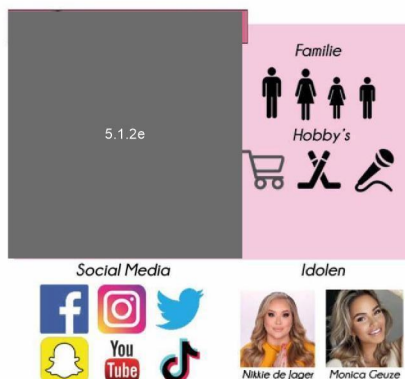 Familie
5.1.2e
Hobby's
Social Media
Idolen
You
Tube
Nikkie de Jager
Monica Geuze